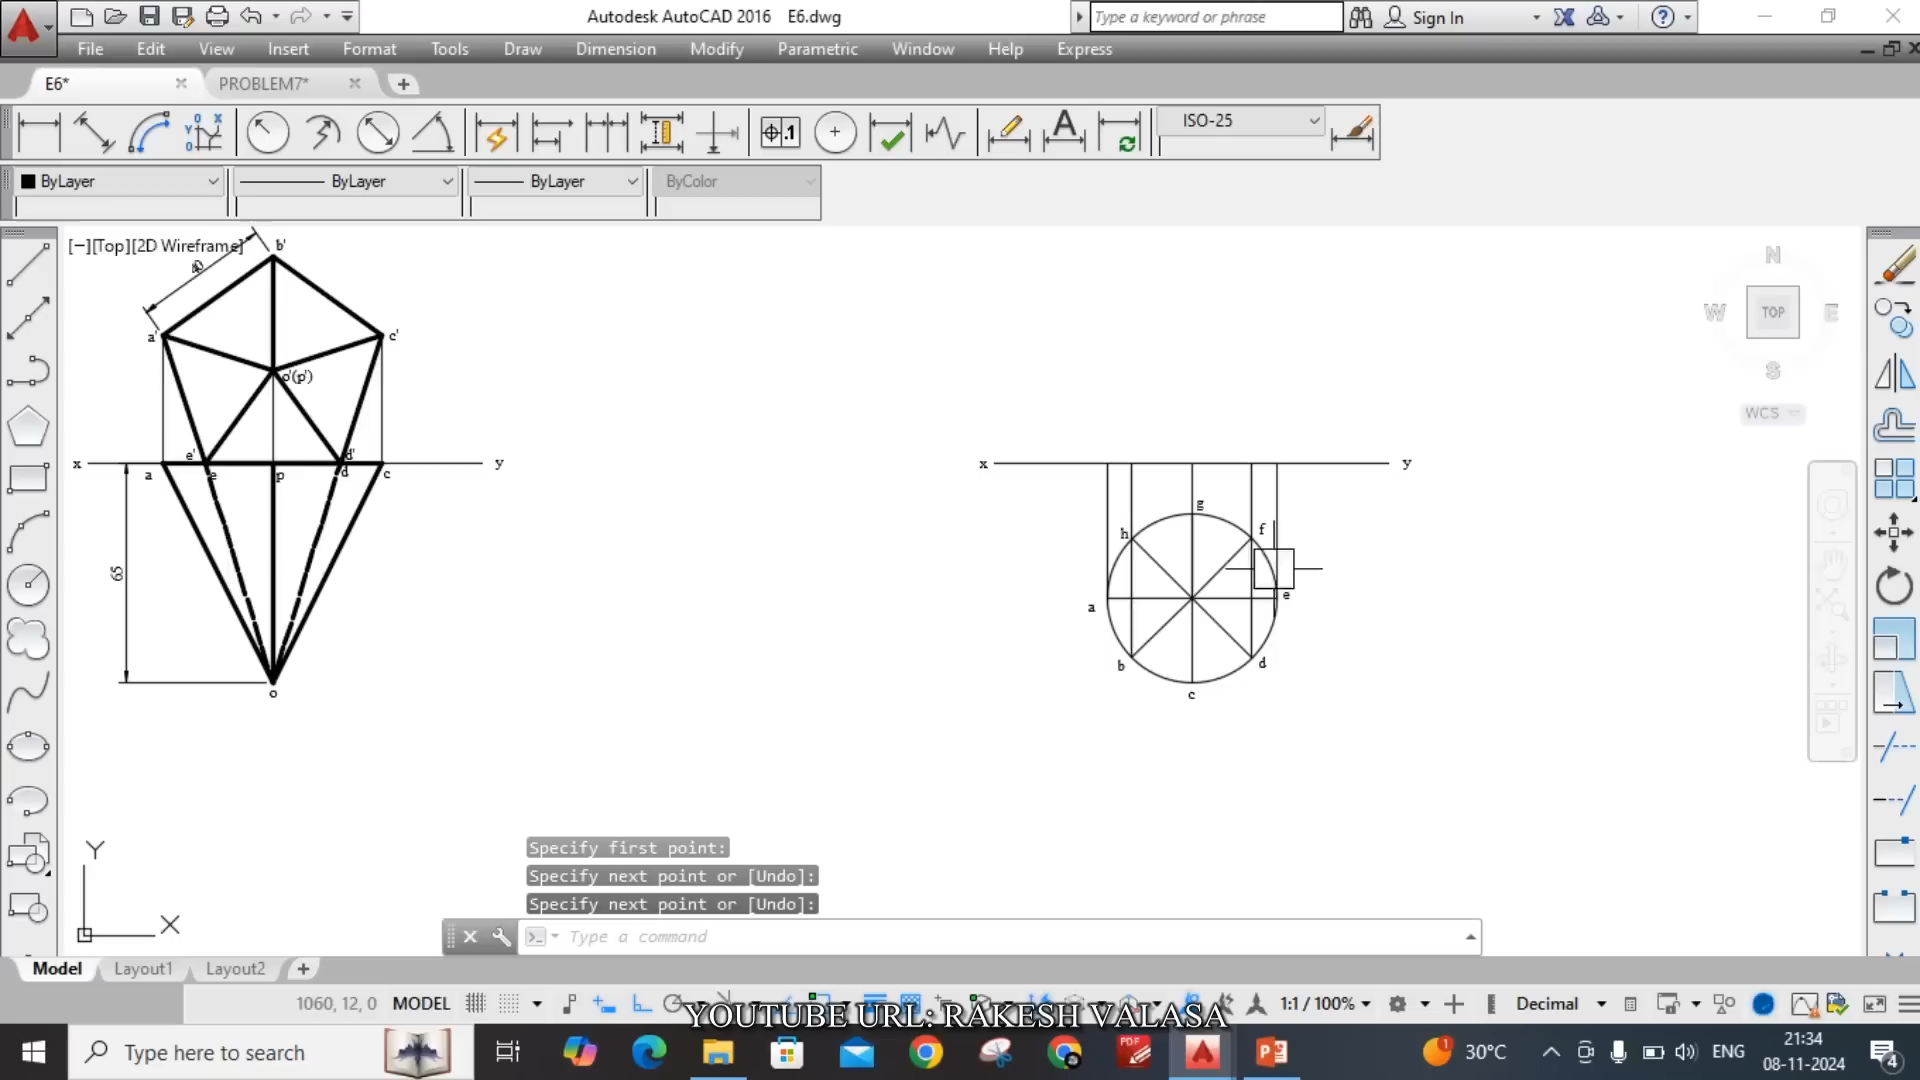 Autodesk AutoCAD 2016 E6.dwg
Type a keyword or phrase
Sign In
File Edit View Insert Format Tools Draw Dimension Modify Parametric Window Help Express
E6* PROBLEM7*
ISO-25
ByLayer ByLayer ByLayer ByColor
[−][Top][2D Wireframe]
b'
40
a' c'
o'(p')
e' d'
x a e p d c y
65
o
x y
g
h f
a e
b d
c
N
W TOP E
S
WCS
Y
X
Specify first point:
Specify next point or [Undo]:
Specify next point or [Undo]:
Type a command
Model Layout1 Layout2
1060, 12, 0 MODEL 1:1 / 100% Decimal
YOUTUBE URL: RAKESH VALASA
Type here to search
PDF
1 30°C ENG 21:34
08-11-2024 4